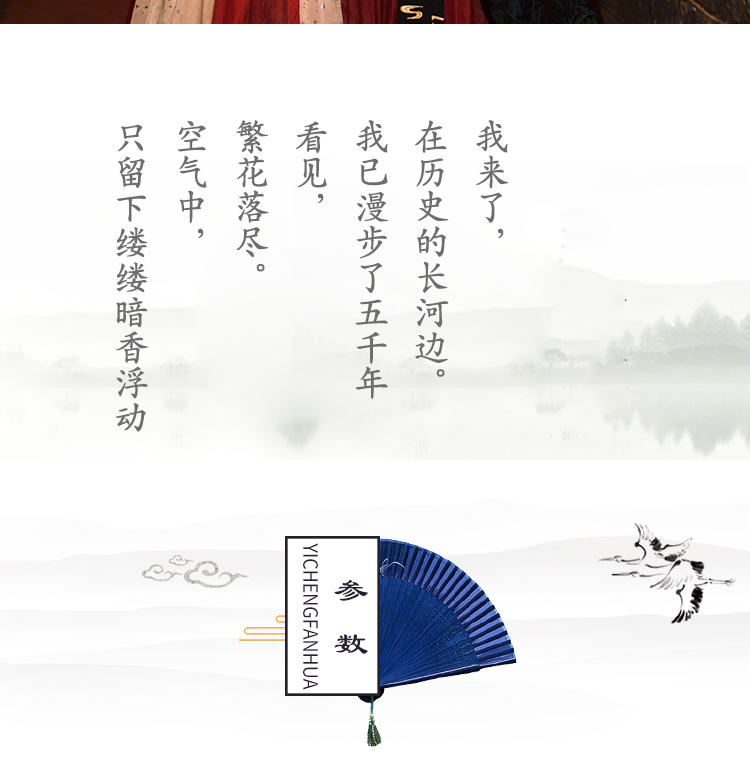 我来了，
在历史的长河边。
我已漫步了五千年
看见，
繁花落尽。
空气中，
只留下缕缕暗香浮动
参数
YICHENGFANHUA